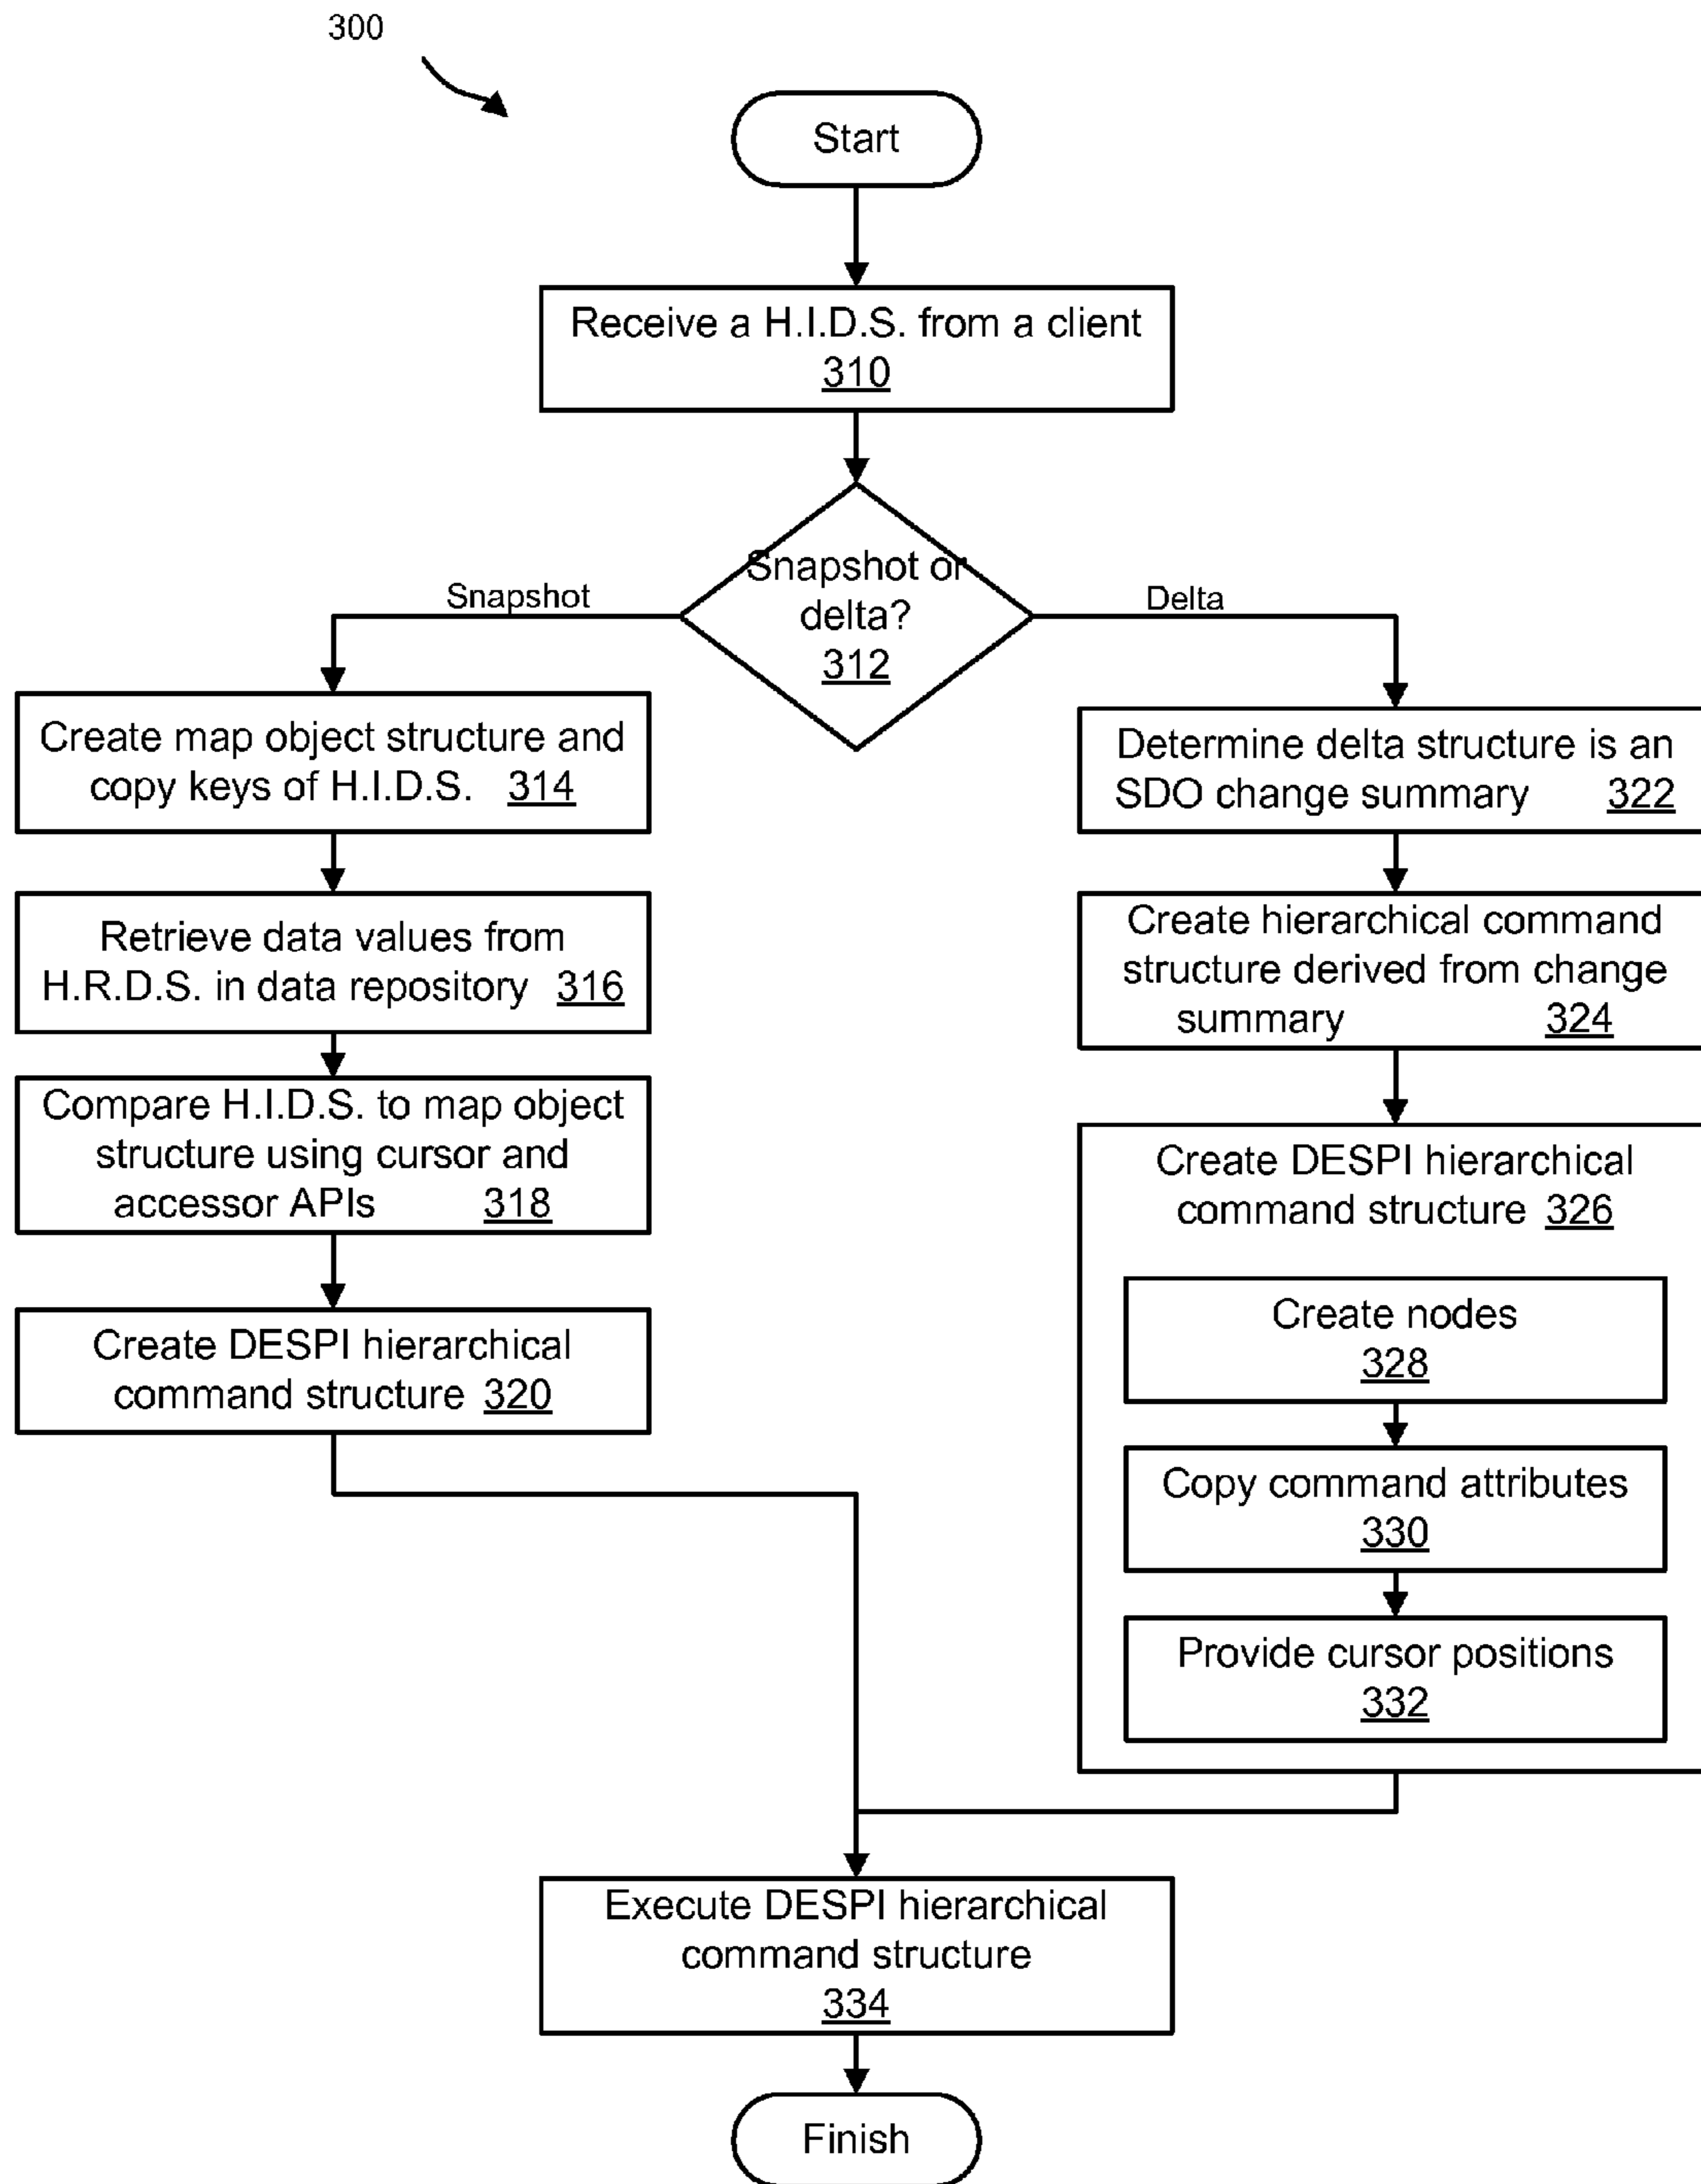 300
Start
Receive a H.I.D.S. from a client
310
Snapshot or
delta?
312
Snapshot
Delta
Create map object structure and
copy keys of H.I.D.S. 314
Retrieve data values from
H.R.D.S. in data repository 316
Compare H.I.D.S. to map object
structure using cursor and
accessor APIs 318
Create DESPI hierarchical
command structure 320
Determine delta structure is an
SDO change summary 322
Create hierarchical command
structure derived from change
summary 324
Create DESPI hierarchical
command structure 326
Create nodes
328
Copy command attributes
330
Provide cursor positions
332
Execute DESPI hierarchical
command structure
334
Finish